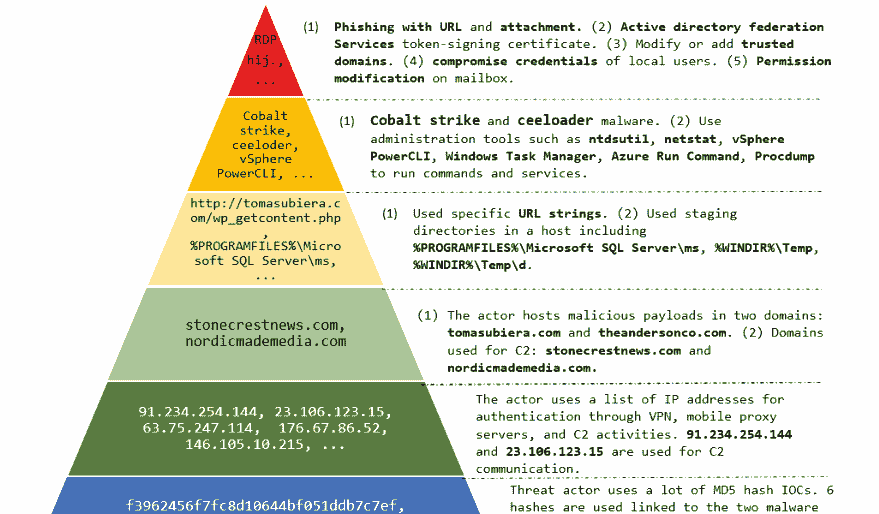 RDP
hij.,
...
(1) Phishing with URL and attachment. (2) Active directory federation
Services token-signing certificate. (3) Modify or add trusted
domains. (4) compromise credentials of local users. (5) Permission
modification on mailbox.
Cobalt
strike,
ceeloder,
vSphere
PowerCLI, ...
(1) Cobalt strike and ceeloader malware. (2) Use
administration tools such as ntdsutil, netstat, vSphere
PowerCLI, Windows Task Manager, Azure Run Command, Procdump
to run commands and services.
http://tomasubiera.c
om/wp_getcontent.php
,
%PROGRAMFILES%\Micro
soft SQL Server\ms,
...
(1) Used specific URL strings. (2) Used staging
directories in a host including
%PROGRAMFILES%\Microsoft SQL Server\ms, %WINDIR%\Temp,
%WINDIR%\Temp\d.
stonecrestnews.com,
nordicmademedia.com
(1) The actor hosts malicious payloads in two domains:
tomasubiera.com and theandersonco.com. (2) Domains
used for C2: stonecrestnews.com and
nordicmademedia.com.
91.234.254.144, 23.106.123.15,
63.75.247.114, 176.67.86.52,
146.105.10.215, ...
The actor uses a list of IP addresses for
authentication through VPN, mobile proxy
servers, and C2 activities. 91.234.254.144
and 23.106.123.15 are used for C2
communication.
f3962456f7fc8d10644bf051ddb7c7ef,
Threat actor uses a lot of MD5 hash IOCs. 6
hashes are used linked to the two malware